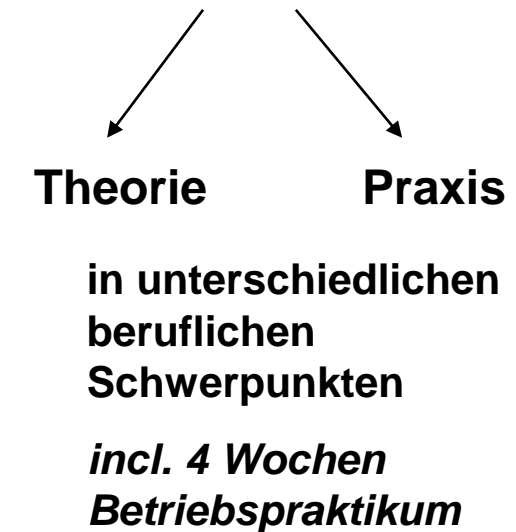 Theorie Praxis
in unterschiedlichen
beruflichen
Schwerpunkten
incl. 4 Wochen
Betriebspraktikum